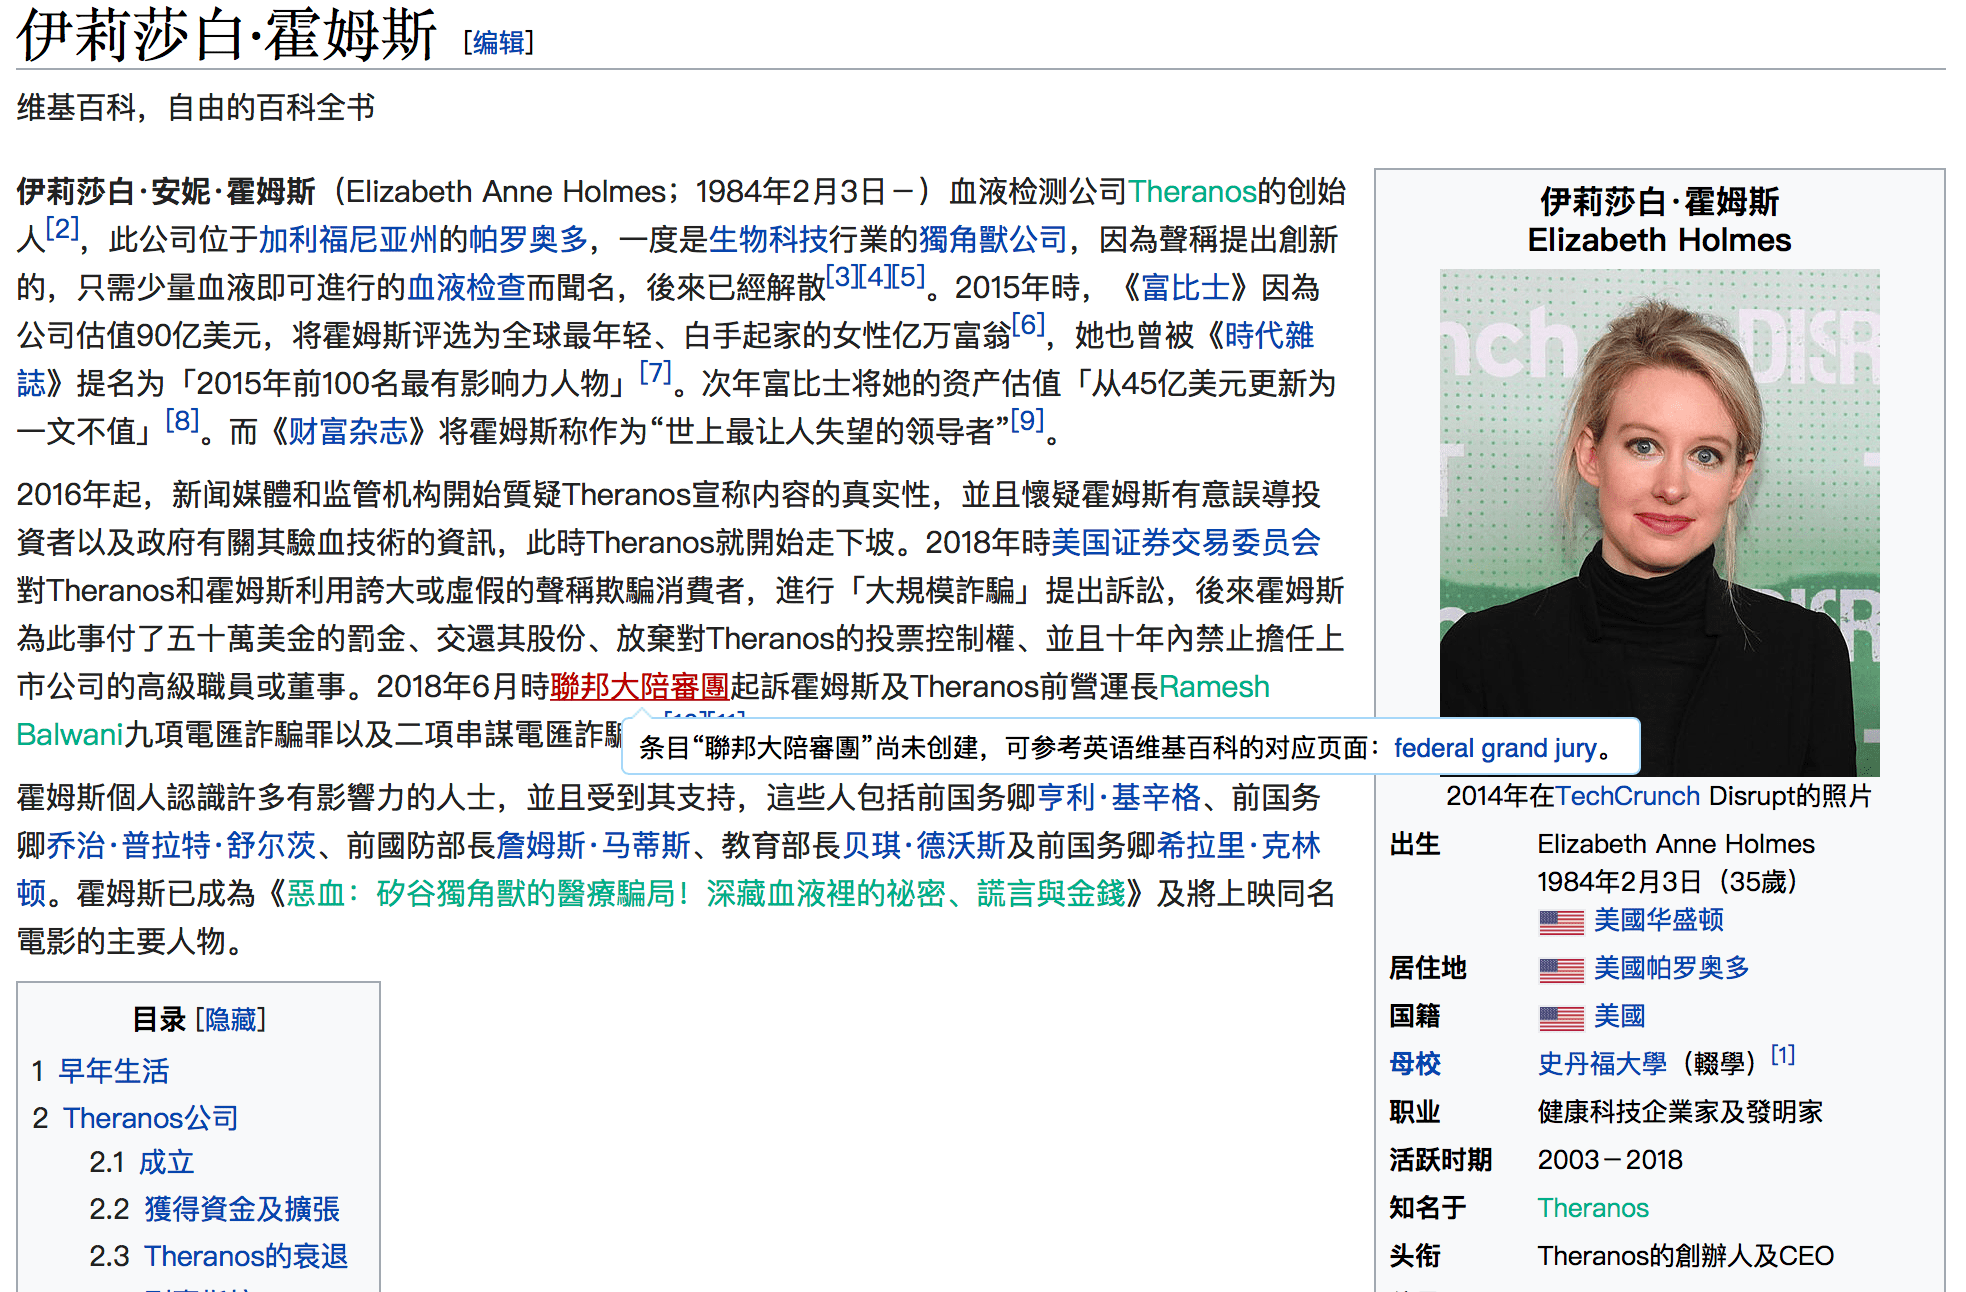 伊莉莎白·霍姆斯 [编辑]
维基百科，自由的百科全书
伊莉莎白·安妮·霍姆斯（Elizabeth Anne Holmes；1984年2月3日－）血液检测公司Theranos的创始
人[2]，此公司位于加利福尼亚州的帕罗奥多，一度是生物科技行業的獨角獸公司，因為聲稱提出創新
的，只需少量血液即可進行的血液检查而聞名，後來已經解散[3][4][5]。2015年時，《富比士》因為
公司估值90亿美元，将霍姆斯评选为全球最年轻、白手起家的女性亿万富翁[6]，她也曾被《時代雜
誌》提名为「2015年前100名最有影响力人物」[7]。次年富比士将她的资产估值「从45亿美元更新为
一文不值」[8]。而《财富杂志》将霍姆斯称作为“世上最让人失望的领导者”[9]。
2016年起，新闻媒體和监管机构開始質疑Theranos宣称内容的真实性，並且懷疑霍姆斯有意誤導投
資者以及政府有關其驗血技術的資訊，此時Theranos就開始走下坡。2018年時美国证券交易委员会
對Theranos和霍姆斯利用誇大或虛假的聲稱欺騙消費者，進行「大規模詐騙」提出訴訟，後來霍姆斯
為此事付了五十萬美金的罰金、交還其股份、放棄對Theranos的投票控制權、並且十年內禁止擔任上
市公司的高級職員或董事。2018年6月時聯邦大陪審團起訴霍姆斯及Theranos前營運長Ramesh
Balwani九項電匯詐騙罪以及二項串謀電匯詐騙[10][11]
条目“聯邦大陪審團”尚未创建，可参考英语维基百科的对应页面：federal grand jury。
霍姆斯個人認識許多有影響力的人士，並且受到其支持，這些人包括前国务卿亨利·基辛格、前国务
卿乔治·普拉特·舒尔茨、前國防部長詹姆斯·马蒂斯、教育部長贝琪·德沃斯及前国务卿希拉里·克林
顿。霍姆斯已成為《惡血：矽谷獨角獸的醫療騙局！深藏血液裡的祕密、謊言與金錢》及將上映同名
電影的主要人物。
目录 [隐藏]
1 早年生活
2 Theranos公司
2.1 成立
2.2 獲得資金及擴張
2.3 Theranos的衰退
伊莉莎白·霍姆斯
Elizabeth Holmes
nch DISR
DISR
2014年在TechCrunch Disrupt的照片
出生 Elizabeth Anne Holmes
1984年2月3日（35歲）
美國华盛顿
居住地 美國帕罗奥多
国籍 美國
母校 史丹福大學（輟學）[1]
职业 健康科技企業家及發明家
活跃时期 2003－2018
知名于 Theranos
头衔 Theranos的創辦人及CEO